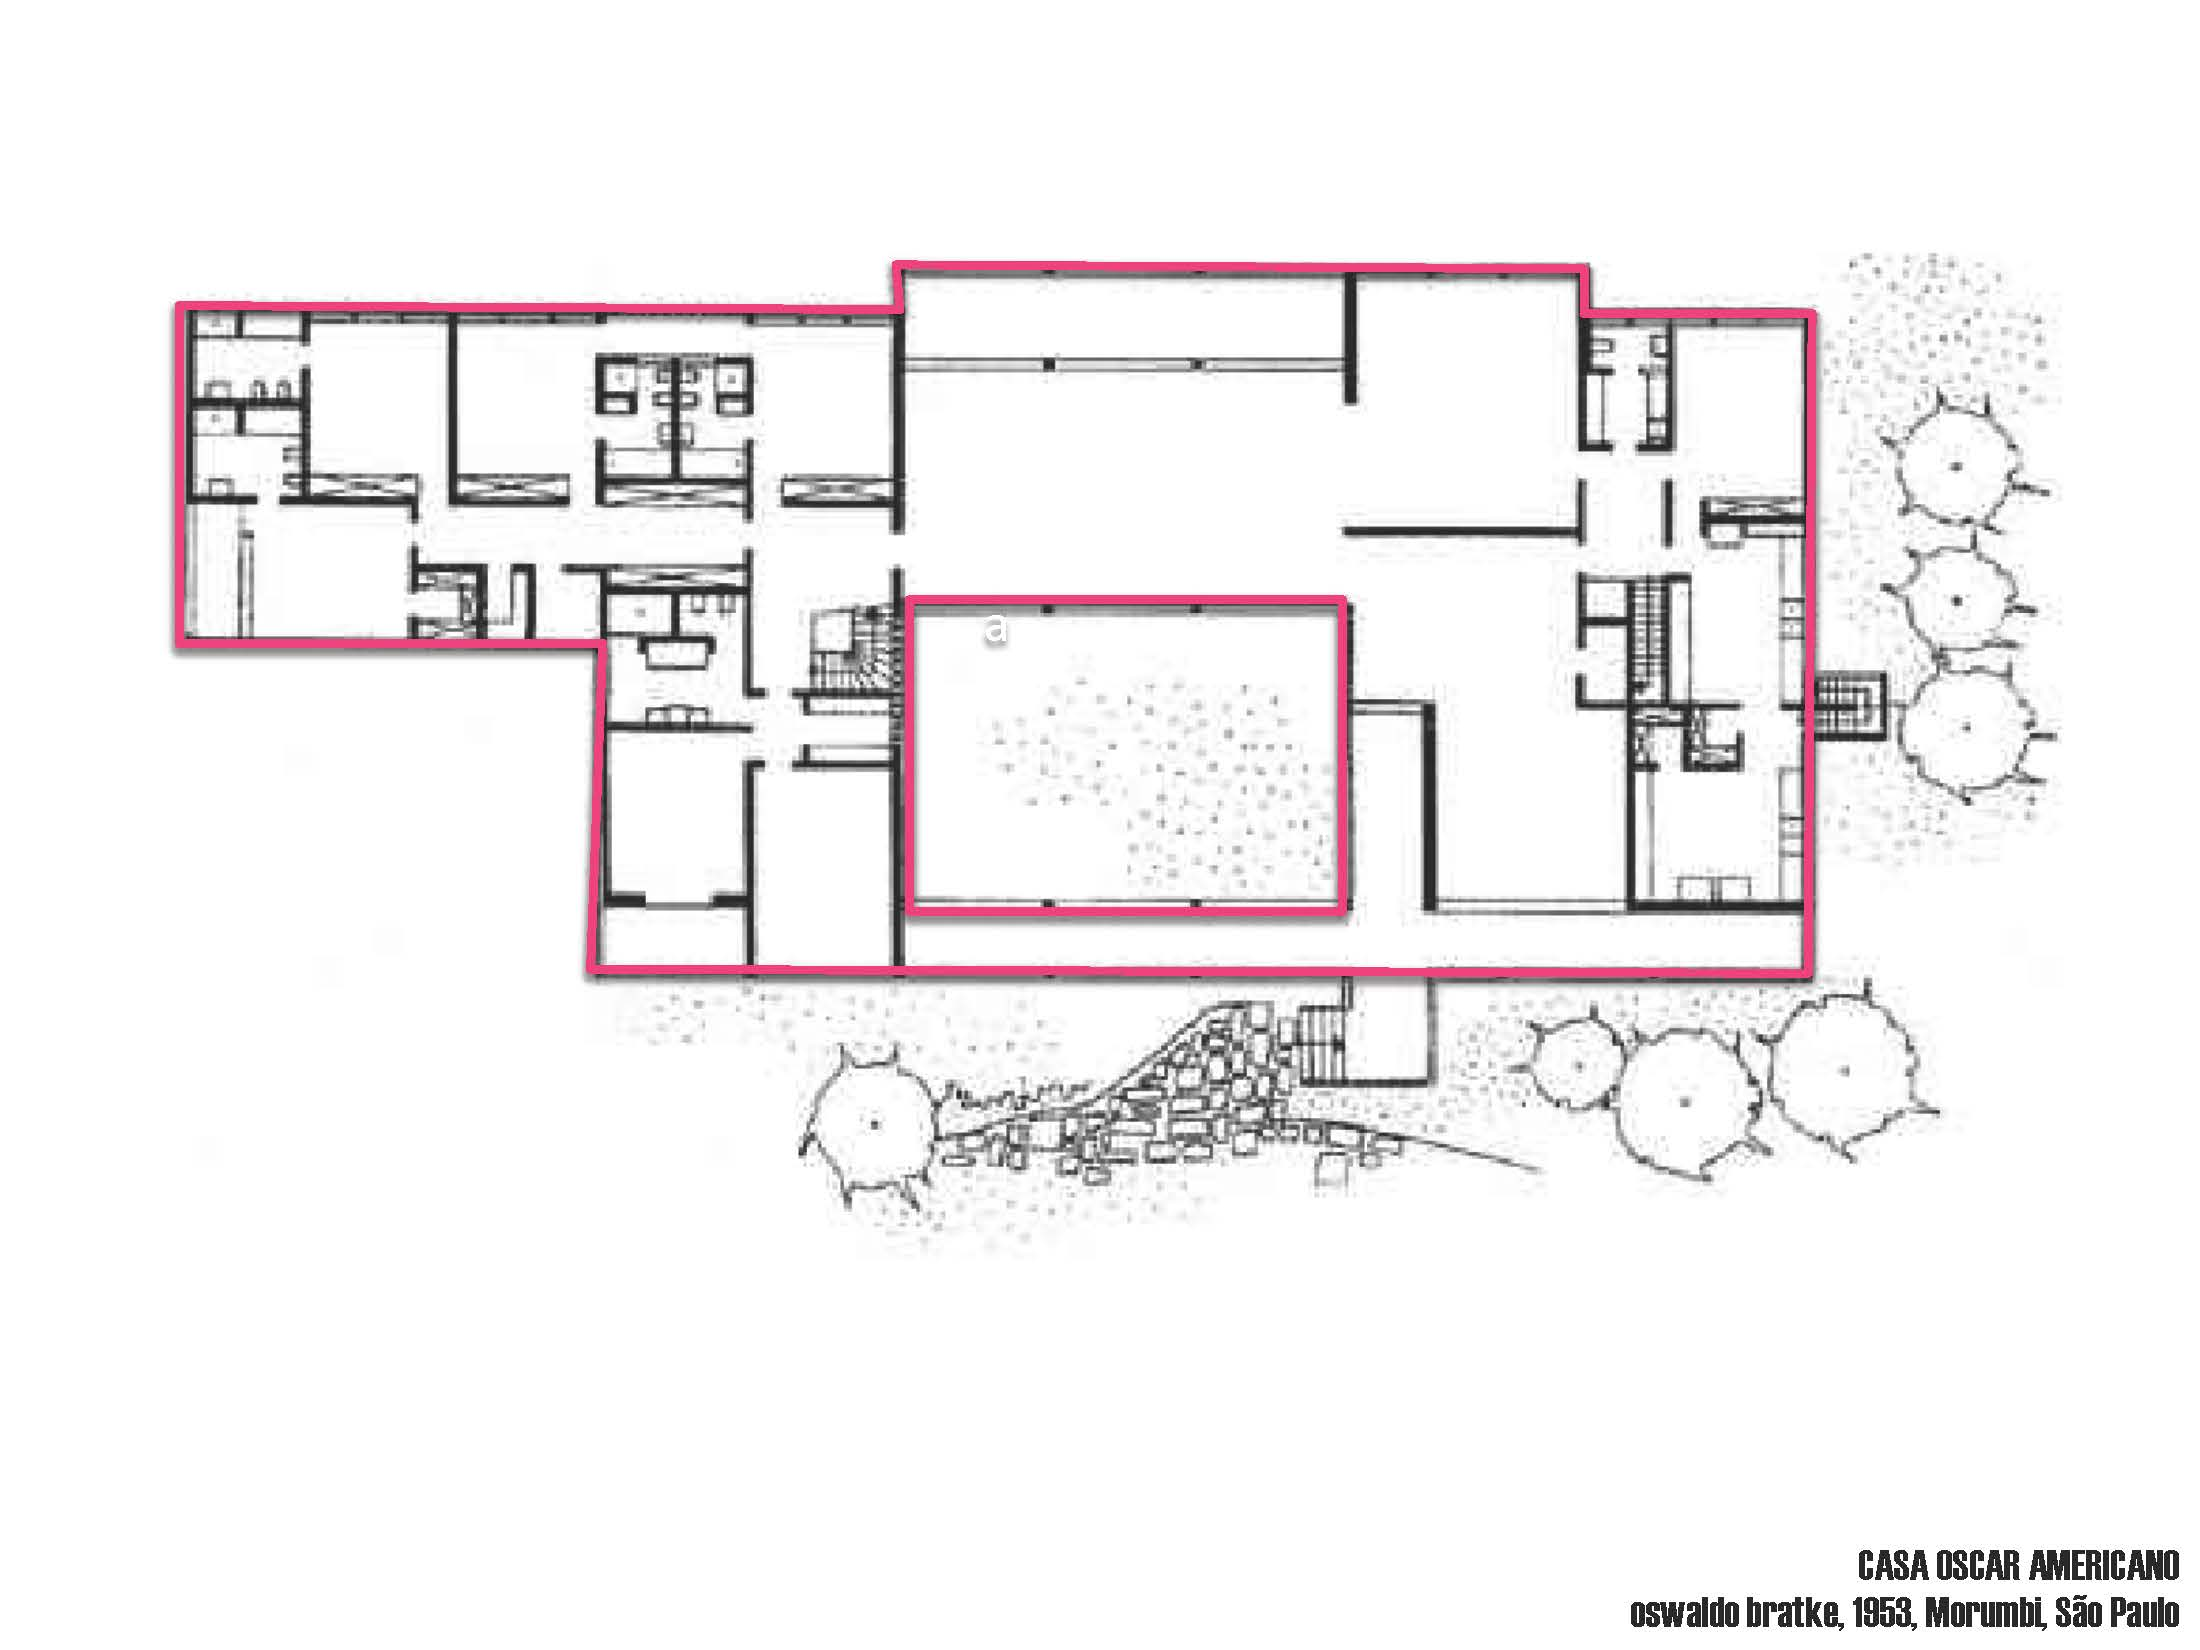 a
CASA OSCAR AMERICANO
oswaldo bratke, 1953, Morumbi, São Paulo